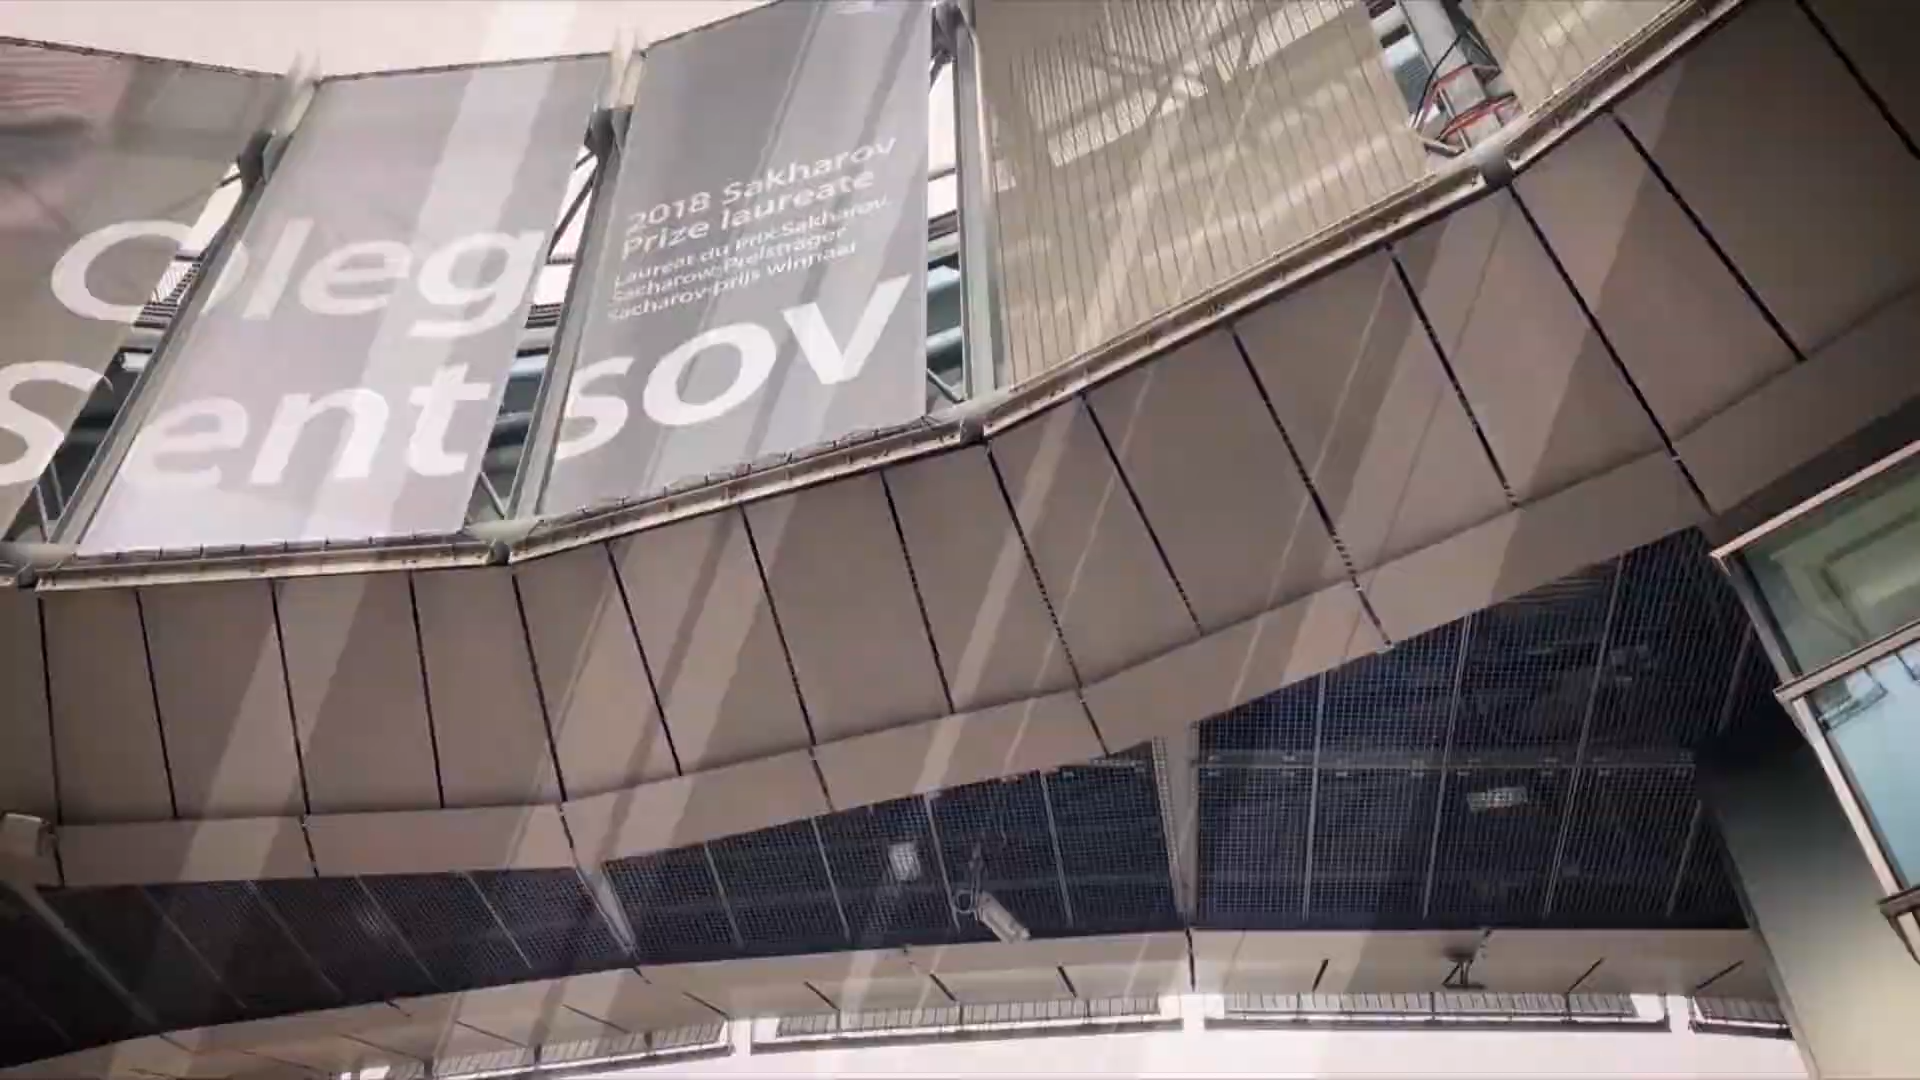 Oleg
Sentsov
2018 Sakharov
Prize laureate
Lauréat du Prix Sakharov
Sacharow-Preisträger
Sacharov-prijs winnaar